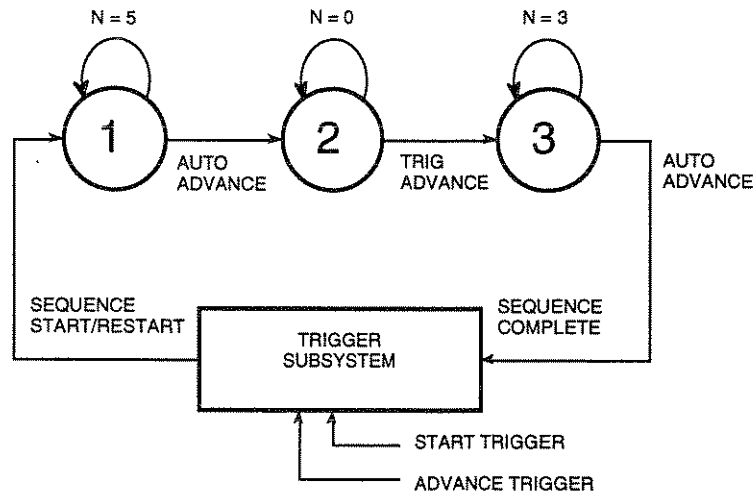 N = 5
N = 0
N = 3
1
2
3
AUTO
ADVANCE
TRIG
ADVANCE
AUTO
ADVANCE
SEQUENCE
START/RESTART
TRIGGER
SUBSYSTEM
SEQUENCE
COMPLETE
START TRIGGER
ADVANCE TRIGGER